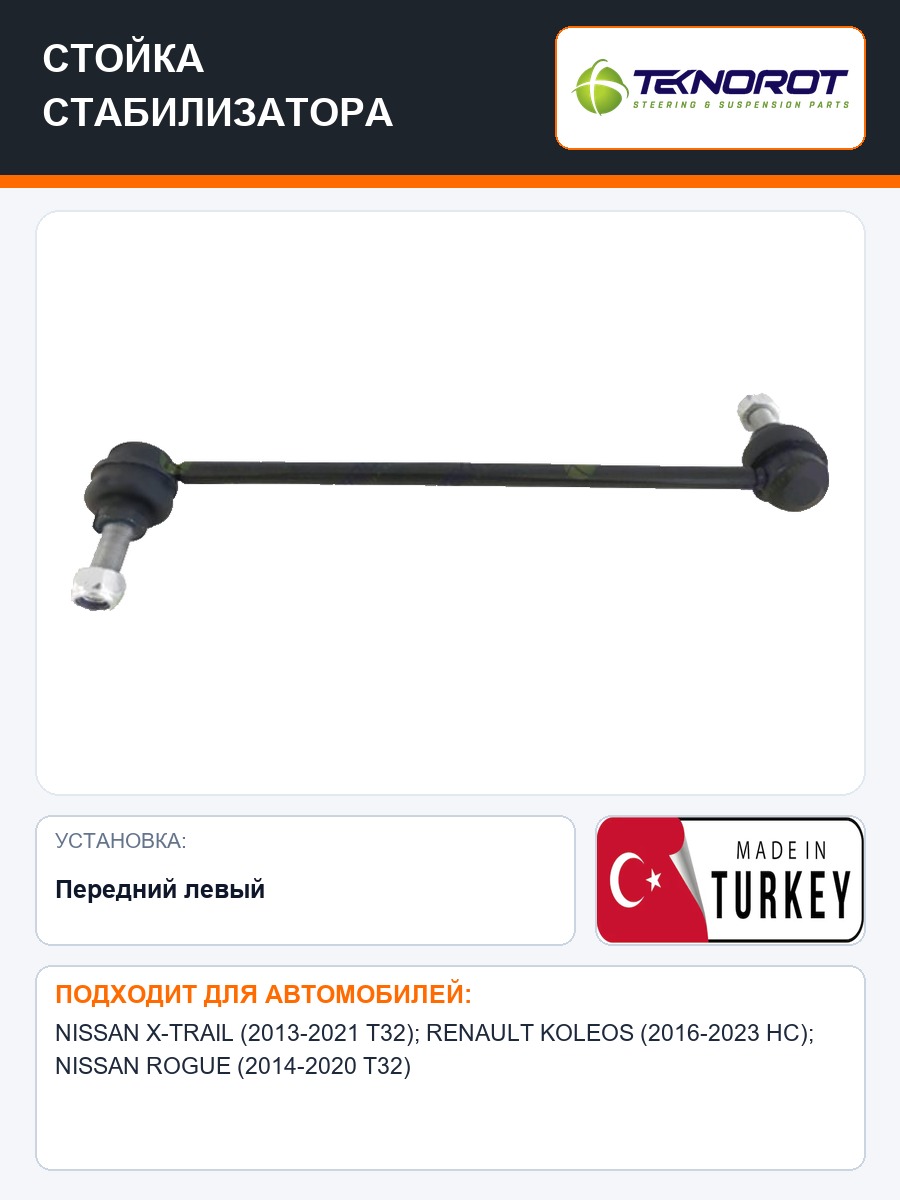 СТОЙКА
СТАБИЛИЗАТОРА
TEKNOROT
STEERING & SUSPENSION PARTS
УСТАНОВКА:
Передний левый
MADE IN
TURKEY
ПОДХОДИТ ДЛЯ АВТОМОБИЛЕЙ:
NISSAN X-TRAIL (2013-2021 T32); RENAULT KOLEOS (2016-2023 HC);
NISSAN ROGUE (2014-2020 T32)